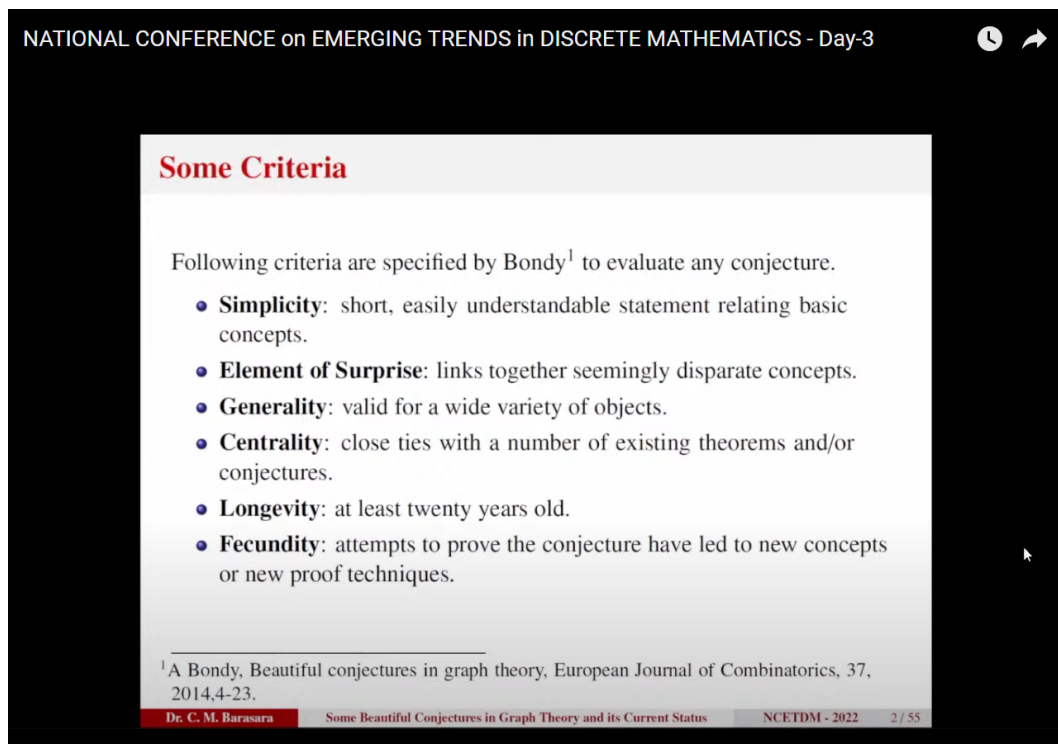 NATIONAL CONFERENCE on EMERGING TRENDS in DISCRETE MATHEMATICS - Day-3
Some Criteria
Following criteria are specified by Bondy1 to evaluate any conjecture.
Simplicity: short, easily understandable statement relating basic
concepts.
Element of Surprise: links together seemingly disparate concepts.
Generality: valid for a wide variety of objects.
Centrality: close ties with a number of existing theorems and/or
conjectures.
Longevity: at least twenty years old.
Fecundity: attempts to prove the conjecture have led to new concepts
or new proof techniques.
1A Bondy, Beautiful conjectures in graph theory, European Journal of Combinatorics, 37,
2014,4-23.
Dr. C. M. Barasara Some Beautiful Conjectures in Graph Theory and its Current Status NCETDM - 2022 2 / 55